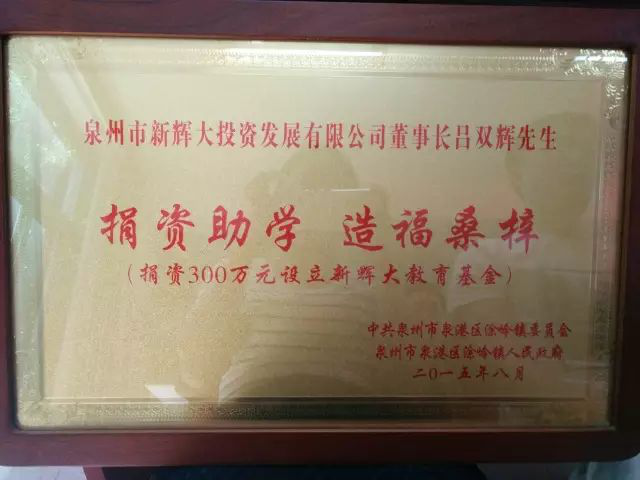 泉州市新辉大投资发展有限公司董事长吕双辉先生
捐资助学 造福桑梓
（捐资300万元设立新辉大教育基金）
中共泉州市泉港区涂岭镇委员会
泉州市泉港区涂岭镇人民政府
二〇一五年八月